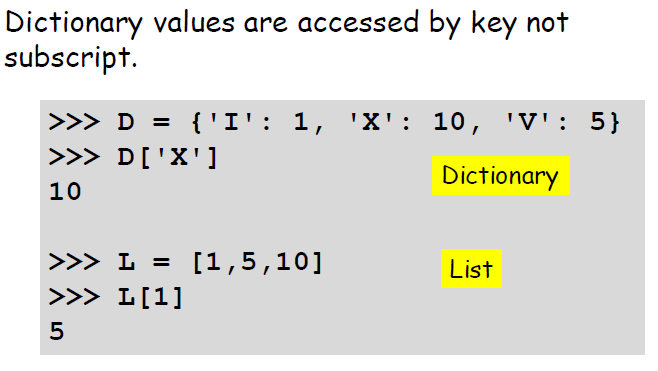 Dictionary values are accessed by key not
subscript.
>>> D = {'I': 1, 'X': 10, 'V': 5}
>>> D['X']
Dictionary
10
>>> L = [1,5,10]
List
>>> L[1]
5